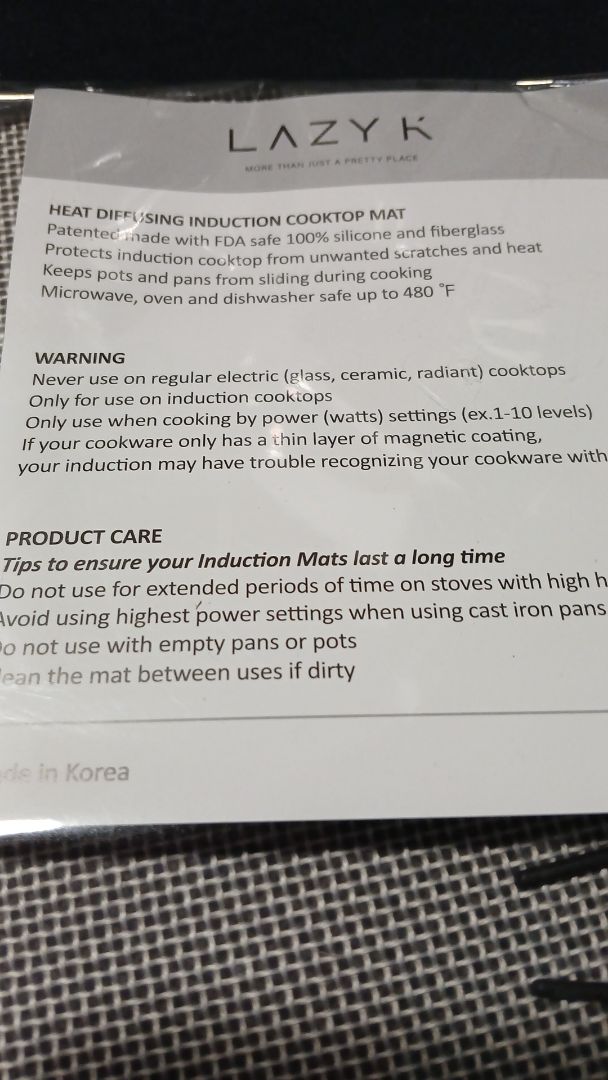 LAZY K
MORE THAN JUST A PRETTY PLACE
HEAT DIFFUSING INDUCTION COOKTOP MAT
Patented made with FDA safe 100% silicone and fiberglass
Protects induction cooktop from unwanted scratches and heat
Keeps pots and pans from sliding during cooking
Microwave, oven and dishwasher safe up to 480 °F
WARNING
Never use on regular electric (glass, ceramic, radiant) cooktops
Only for use on induction cooktops
Only use when cooking by power (watts) settings (ex.1-10 levels)
If your cookware only has a thin layer of magnetic coating,
your induction may have trouble recognizing your cookware with
PRODUCT CARE
Tips to ensure your Induction Mats last a long time
Do not use for extended periods of time on stoves with high h
Avoid using highest power settings when using cast iron pans
Do not use with empty pans or pots
lean the mat between uses if dirty
de in Korea